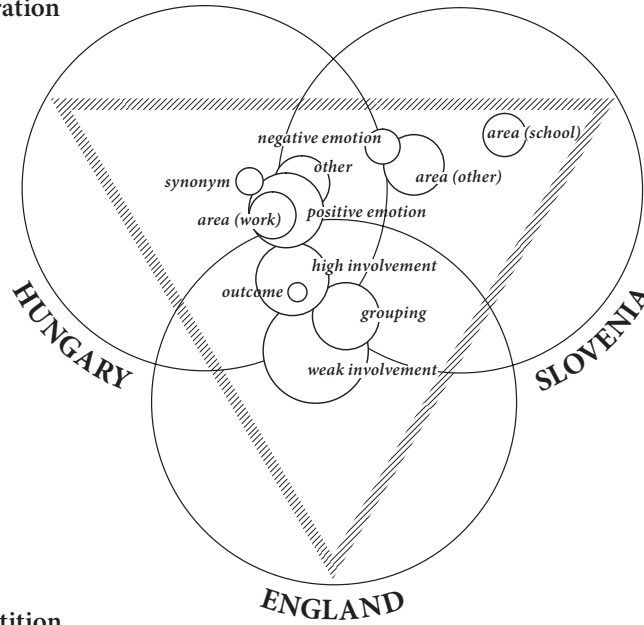 ration
negative emotion
area (school)
other
synonym
area (other)
area (work)
positive emotion
high involvement
outcome
grouping
weak involvement
HUNGARY
SLOVENIA
ENGLAND
tition